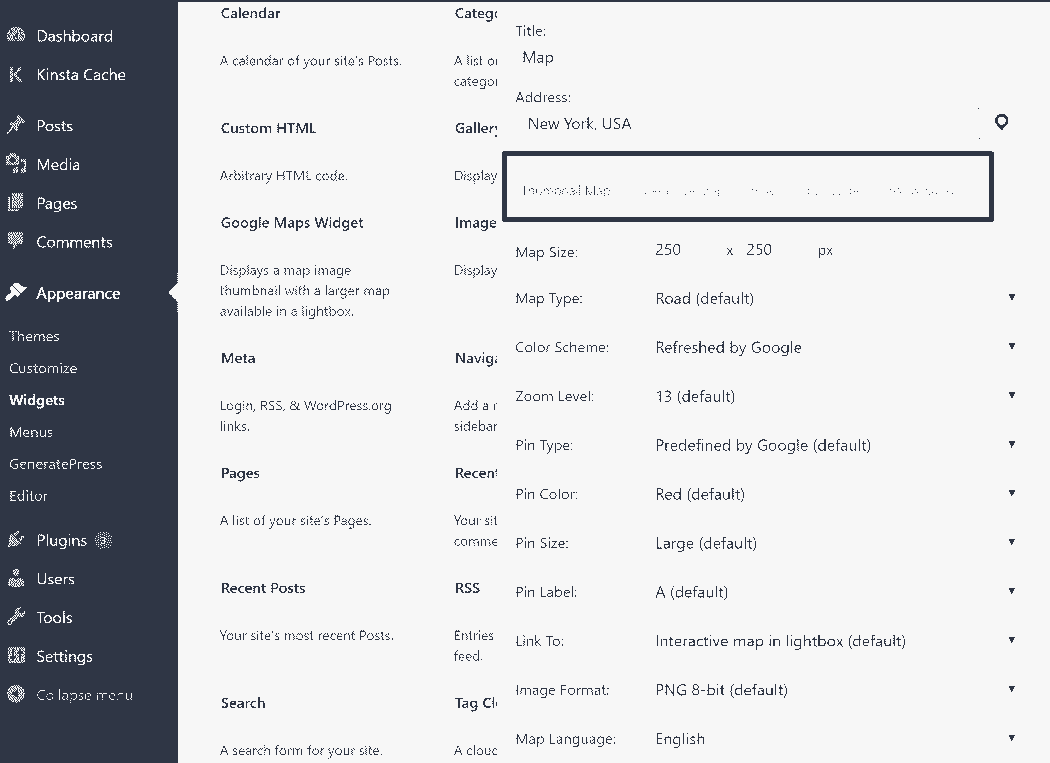 Dashboard
Kinsta Cache
Posts
Media
Pages
Comments
Appearance
Themes
Customize
Widgets
Menus
GeneratePress
Editor
Plugins
Users
Tools
Settings
Collapse menu
Calendar
A calendar of your site's Posts.
Custom HTML
Arbitrary HTML code.
Google Maps Widget
Displays a map image
thumbnail with a larger map
available in a lightbox.
Meta
Login, RSS, & WordPress.org
links.
Pages
A list of your site's Pages.
Recent Posts
Your site's most recent Posts.
Search
A search form for your site.
Categ
A list or
categor
Gallery
Display
Image
Display
Naviga
Add a
sidebar
Recent
Your sit
comme
RSS
Entries
feed.
Tag Cl
A cloud
Title:
Map
Address:
New York, USA
Thumbnail Map
Map Size: 250 x 250 px
Map Type: Road (default)
Color Scheme: Refreshed by Google
Zoom Level: 13 (default)
Pin Type: Predefined by Google (default)
Pin Color: Red (default)
Pin Size: Large (default)
Pin Label: A (default)
Link To: Interactive map in lightbox (default)
Image Format: PNG 8-bit (default)
Map Language: English